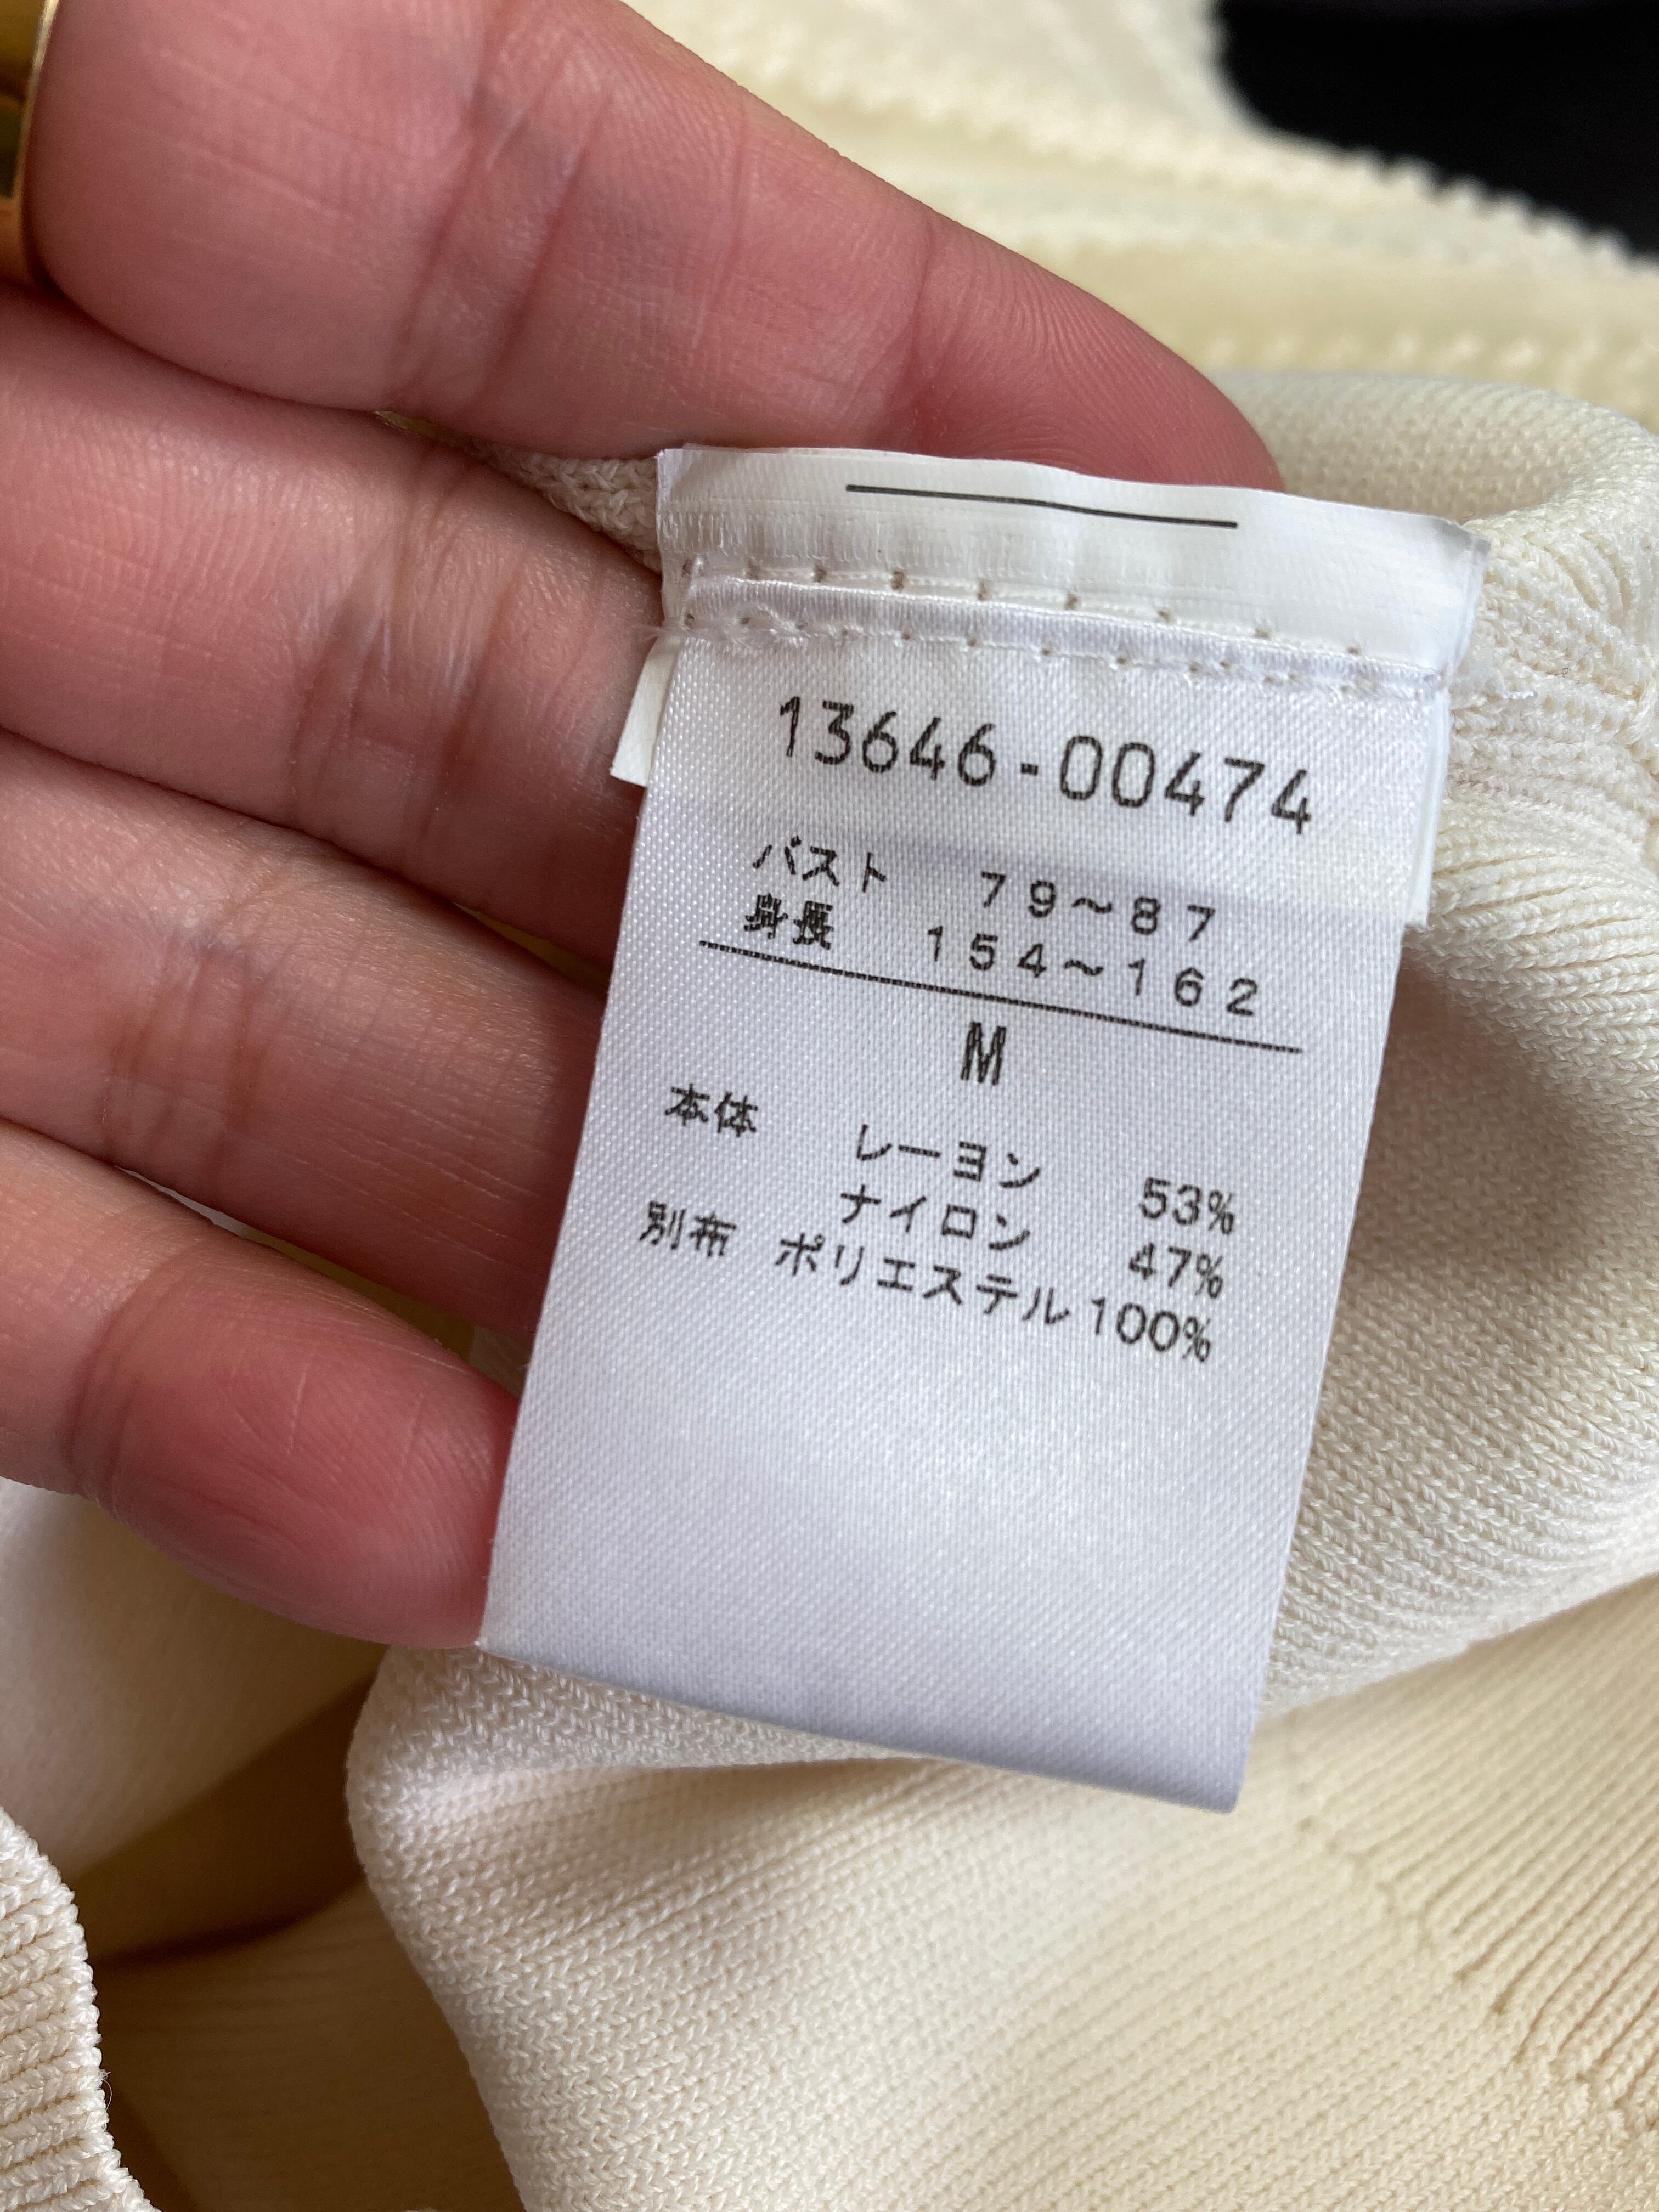 13646-00474
バスト　７９〜８７
身長　１５４〜１６２
M
本体　レーヨン　53%
ナイロン　47%
別布　ポリエステル 100%